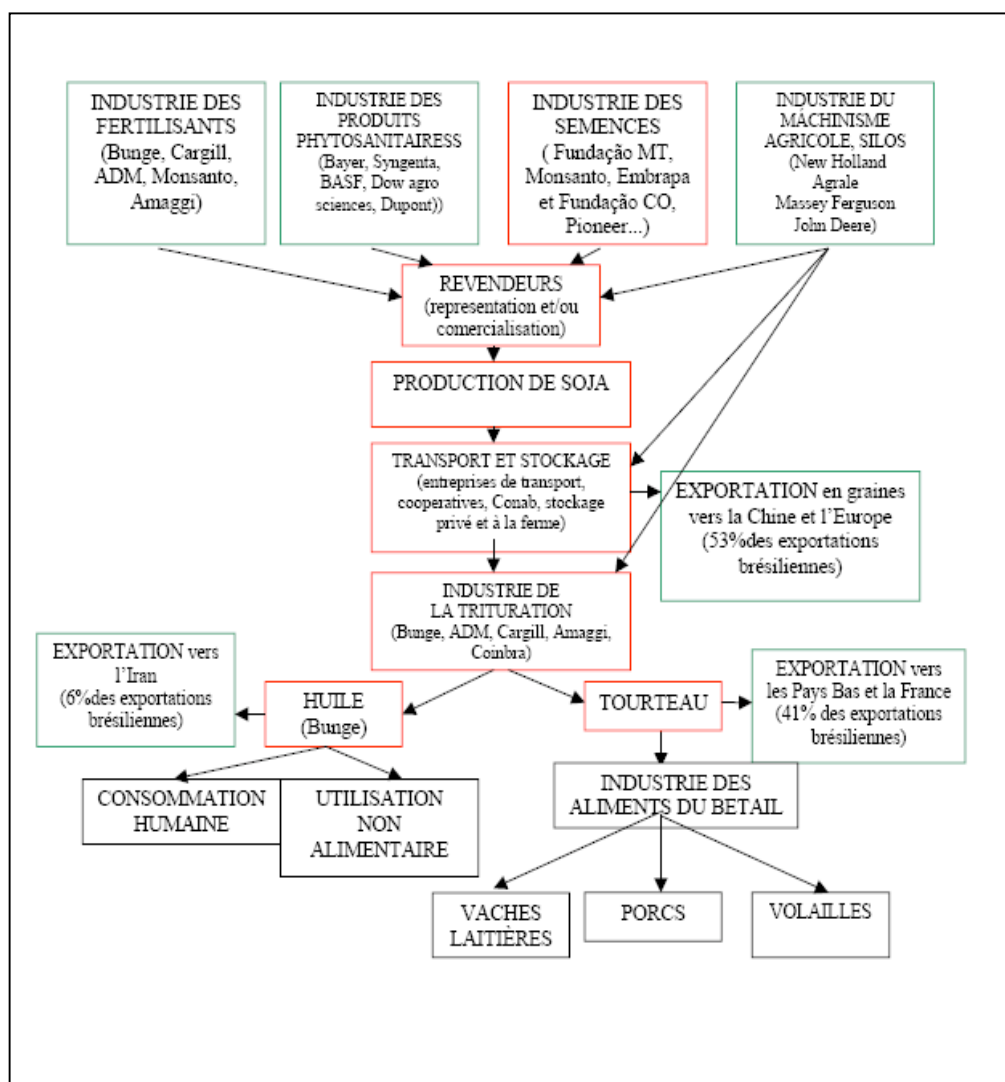 INDUSTRIE DES
FERTILISANTS
(Bunge, Cargill,
ADM, Monsanto,
Amaggi)
INDUSTRIE DES
PRODUITS
PHYTOSANITAIRESS
(Bayer, Syngenta,
BASF, Dow agro
sciences, Dupont))
INDUSTRIE DES
SEMENCES
( Fundação MT,
Monsanto, Embrapa
et Fundação CO,
Pioneer...)
INDUSTRIE DU
MÁCHINISME
AGRICOLE, SILOS
(New Holland
Agrale
Massey Ferguson
John Deere)
REVENDEURS
(representation et/ou
comercialisation)
PRODUCTION DE SOJA
TRANSPORT ET STOCKAGE
(entreprises de transport,
cooperatives, Conab, stockage
privé et à la ferme)
EXPORTATION en graines
vers la Chine et l’Europe
(53%des exportations
brésiliennes)
INDUSTRIE DE
LA TRITURATION
(Bunge, ADM, Cargill, Amaggi,
Coinbra)
EXPORTATION vers
l’Iran
(6%des exportations
brésiliennes)
HUILE
(Bunge)
TOURTEAU
EXPORTATION vers
les Pays Bas et la France
(41% des exportations
brésiliennes)
CONSOMMATION
HUMAINE
UTILISATION
NON
ALIMENTAIRE
INDUSTRIE DES
ALIMENTS DU BETAIL
VACHES
LAITIÈRES
PORCS
VOLAILLES